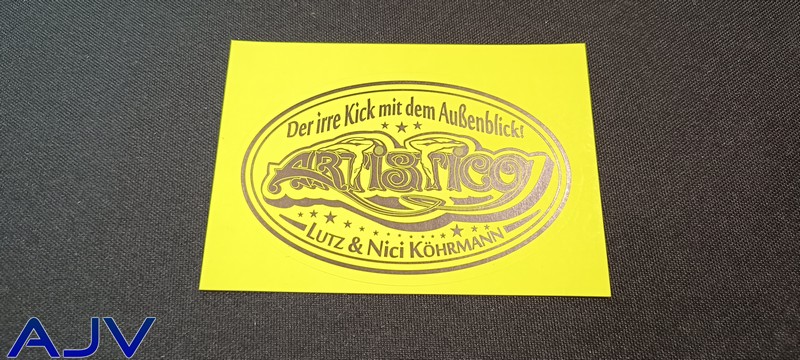 Der irre Kick mit dem Außenblick!
ARTISTICO
LUTZ & NICI KÖHRMANN
AJV